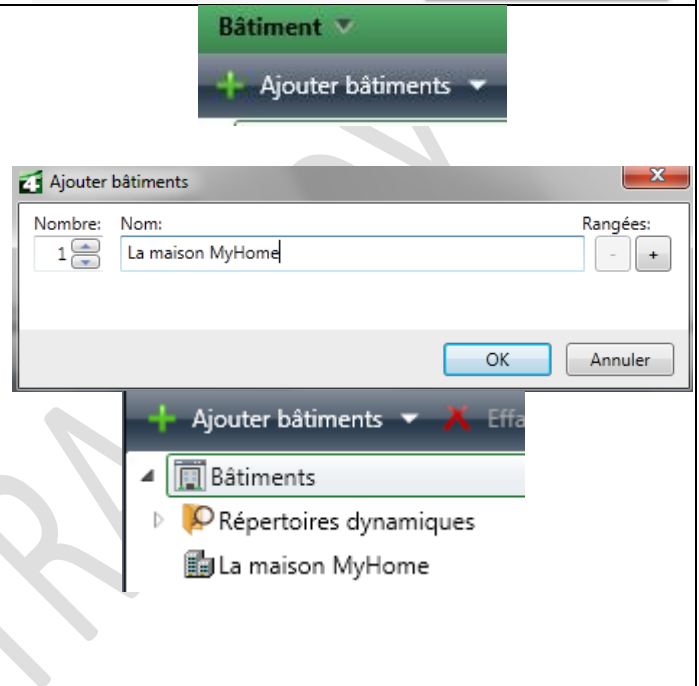 Bâtiment
Ajouter bâtiments
Ajouter bâtiments
Nombre: Nom: Rangées:
1 La maison MyHome - +
OK Annuler
Ajouter bâtiments Effa
Bâtiments
Répertoires dynamiques
La maison MyHome